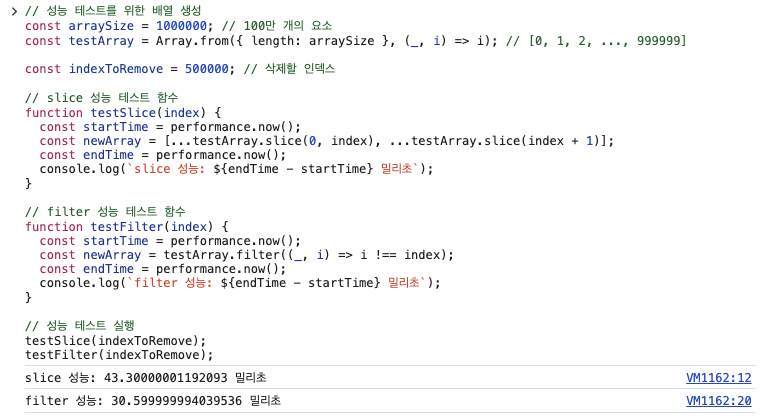 // 성능 테스트를 위한 배열 생성
const arraySize = 1000000; // 100만 개의 요소
const testArray = Array.from({ length: arraySize }, (_, i) => i); // [0, 1, 2, ..., 999999]

const indexToRemove = 500000; // 삭제할 인덱스

// slice 성능 테스트 함수
function testSlice(index) {
  const startTime = performance.now();
  const newArray = [...testArray.slice(0, index), ...testArray.slice(index + 1)];
  const endTime = performance.now();
  console.log(`slice 성능: ${endTime - startTime} 밀리초`);
}

// filter 성능 테스트 함수
function testFilter(index) {
  const startTime = performance.now();
  const newArray = testArray.filter((_, i) => i !== index);
  const endTime = performance.now();
  console.log(`filter 성능: ${endTime - startTime} 밀리초`);
}

// 성능 테스트 실행
testSlice(indexToRemove);
testFilter(indexToRemove);
slice 성능: 43.30000001192093 밀리초 VM1162:12
filter 성능: 30.599999994039536 밀리초 VM1162:20